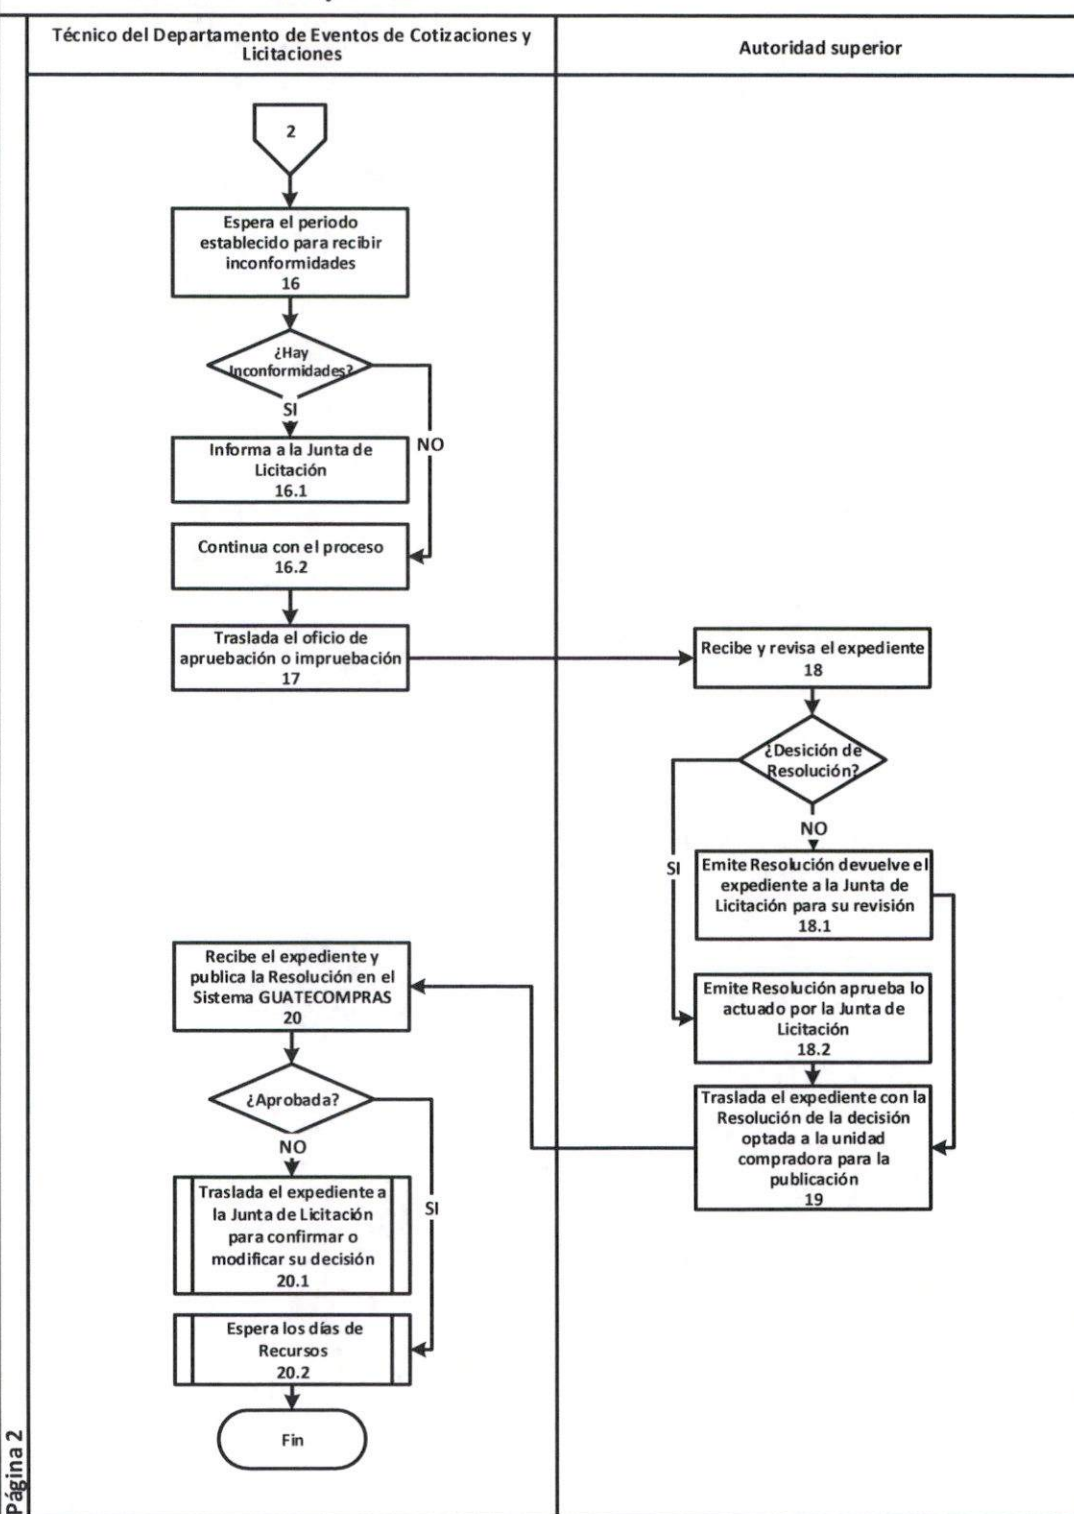 Técnico del Departamento de Eventos de Cotizaciones y
Licitaciones
Autoridad superior
2
Espera el periodo
establecido para recibir
inconformidades
16
¿Hay
Inconformidades?
SI
NO
Informa a la Junta de
Licitación
16.1
Continua con el proceso
16.2
Traslada el oficio de
apruebación o impruebación
17
Recibe y revisa el expediente
18
¿Desición de
Resolución?
NO
SI
Emite Resolución devuelve el
expediente a la Junta de
Licitación para su revisión
18.1
Emite Resolución aprueba lo
actuado por la Junta de
Licitación
18.2
Traslada el expediente con la
Resolución de la decisión
optada a la unidad
compradora para la
publicación
19
Recibe el expediente y
publica la Resolución en el
Sistema GUATECOMPRAS
20
¿Aprobada?
NO
SI
Traslada el expediente a
la Junta de Licitación
para confirmar o
modificar su decisión
20.1
Espera los días de
Recursos
20.2
Fin
Página 2